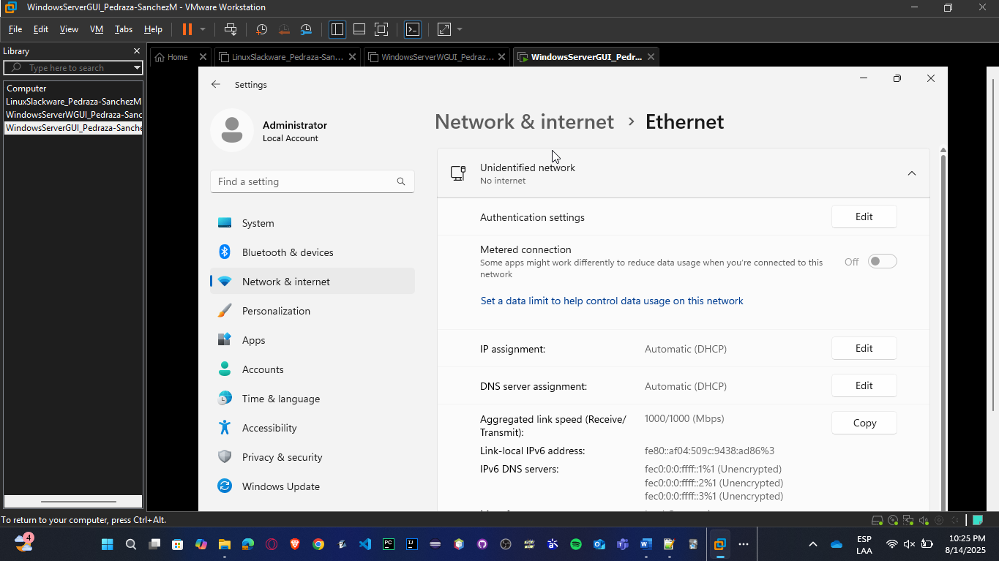 WindowsServerGUI_Pedraza-SanchezM - VMware Workstation
File Edit View VM Tabs Help
Library
Type here to search
Computer
LinuxSlackware_Pedraza-SanchezM
WindowsServerWGUI_Pedraza-Sanc
WindowsServerGUI_Pedraza-Sanche
Home
LinuxSlackware_Pedraza-San...
WindowsServerWGUI_Pedraz...
WindowsServerGUI_Pedr...
Settings
Administrator
Local Account
Find a setting
System
Bluetooth & devices
Network & internet
Personalization
Apps
Accounts
Time & language
Accessibility
Privacy & security
Windows Update
Network & internet › Ethernet
Unidentified network
No internet
Authentication settings
Edit
Metered connection
Some apps might work differently to reduce data usage when you're connected to this
network
Off
Set a data limit to help control data usage on this network
IP assignment: Automatic (DHCP)
Edit
DNS server assignment: Automatic (DHCP)
Edit
Aggregated link speed (Receive/
Transmit):
1000/1000 (Mbps)
Copy
Link-local IPv6 address: fe80::af04:509c:9438:ad86%3
IPv6 DNS servers: fec0:0:0:ffff::1%1 (Unencrypted)
fec0:0:0:ffff::2%1 (Unencrypted)
fec0:0:0:ffff::3%1 (Unencrypted)
To return to your computer, press Ctrl+Alt.
4
ESP
LAA
10:25 PM
8/14/2025